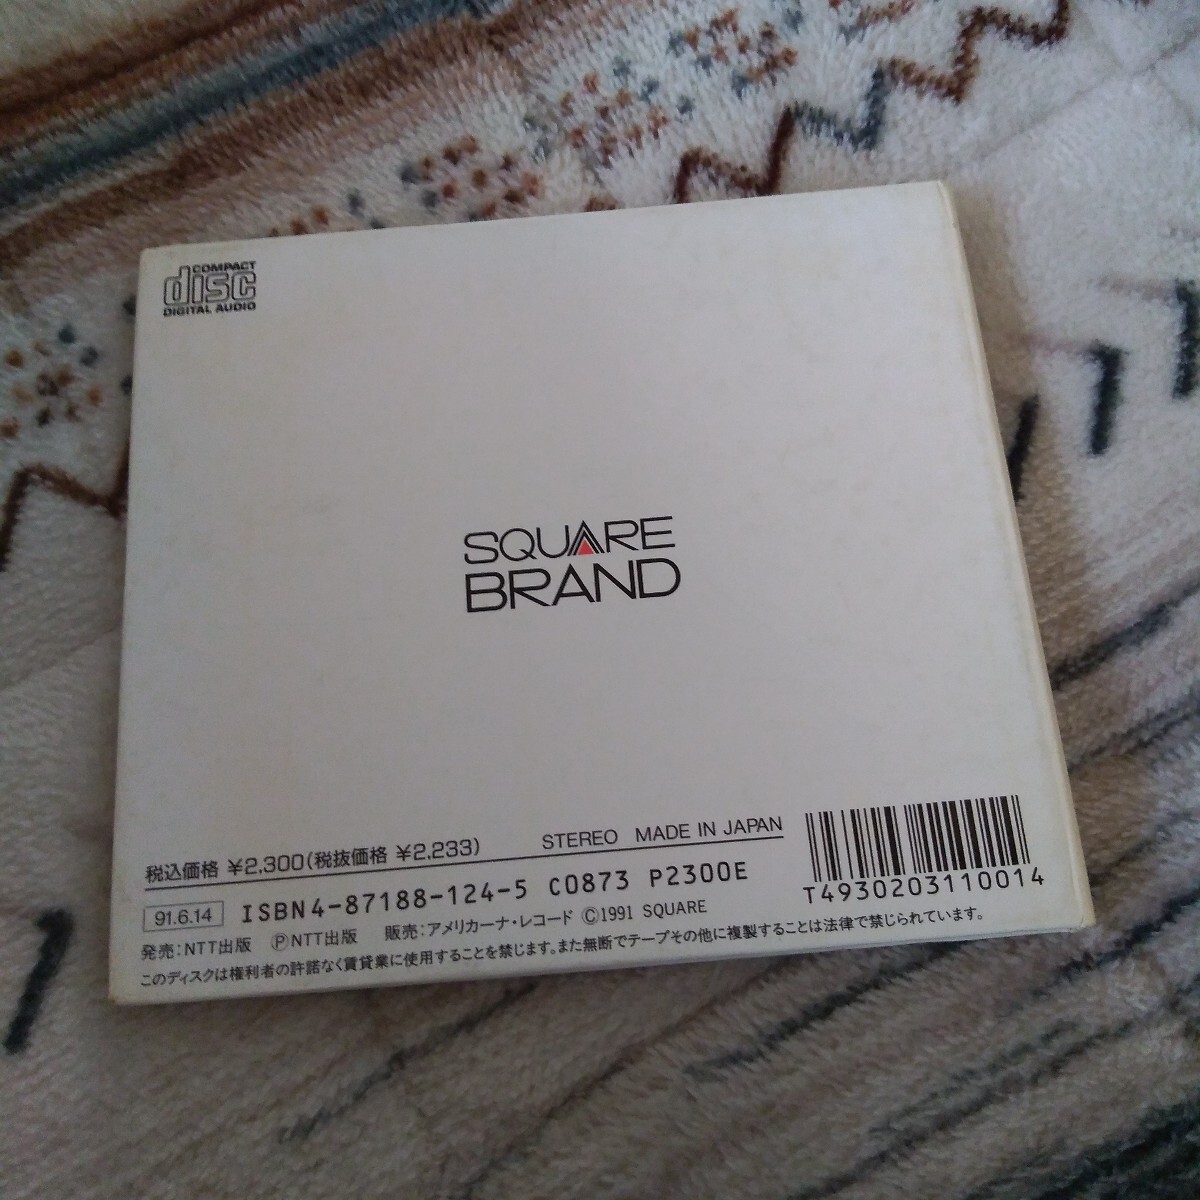 COMPACT
disc
DIGITAL AUDIO
SQUARE
BRAND
税込価格 ¥2,300(税抜価格 ¥2,233) STEREO MADE IN JAPAN
91.6.14 ISBN4-87188-124-5 C0873 P2300E
T4930203110014
発売:NTT出版 ⓅNTT出版 販売:アメリカーナ・レコード ©1991 SQUARE
このディスクは権利者の許諾なく賃貸業に使用することを禁じます。また無断でテープその他に複製することは法律で禁じられています。